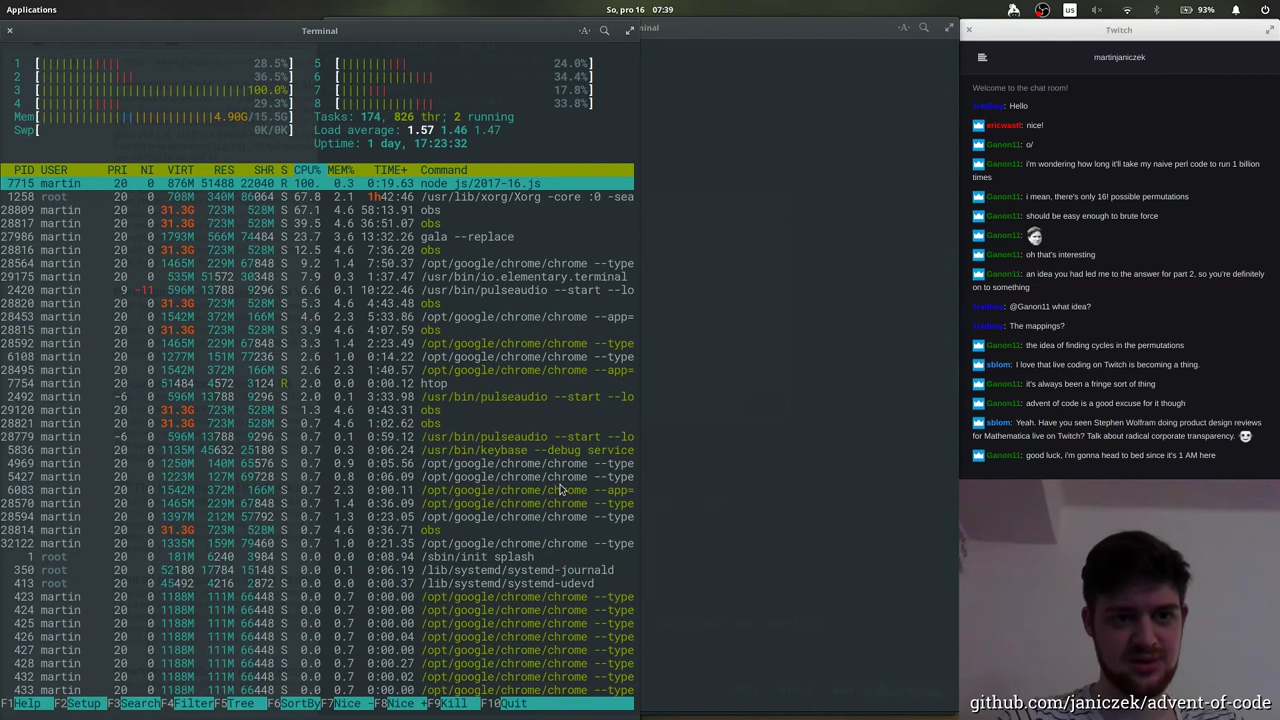 Applications
So, pro 16 07:39
us
93%
Terminal
minal
Twitch
martinjaniczek
1 28.5% 5 24.0%
2 36.5% 6 34.4%
3 100.0% 7 17.8%
4 29.3% 8 33.8%
Mem Tasks: 174, 826 thr; 2 running
Swp 0K/0K Load average: 1.57 1.46 1.47
Uptime: 1 day, 17:23:32
PID USER PRI NI VIRT RES SHR S CPU% MEM% TIME+ Command
7715 martin 20 0 876M 51488 22040 R 100. 0.3 0:19.63 node js/2017-16.js
1258 root 20 0 708M 340M 86064 S 67.8 2.1 1h42:46 /usr/lib/xorg/Xorg -core :0 -sea
28809 martin 20 0 31.3G 723M 528M S 67.1 4.6 58:13.91 obs
28817 martin 20 0 31.3G 723M 528M S 39.5 4.6 36:51.07 obs
27986 martin 20 0 1793M 566M 74448 S 23.7 3.6 13:32.26 gala --replace
28816 martin 20 0 31.3G 723M 528M S 12.5 4.6 7:30.20 obs
28564 martin 20 0 1465M 229M 67848 S 9.2 1.4 7:50.37 /opt/google/chrome/chrome --type
29175 martin 20 0 535M 51572 30348 S 7.9 0.3 1:37.47 /usr/bin/io.elementary.terminal
2420 martin 9 -11 596M 13788 9292 S 6.6 0.1 10:22.46 /usr/bin/pulseaudio --start --lo
28820 martin 20 0 31.3G 723M 528M S 5.3 4.6 4:43.48 obs
28453 martin 20 0 1542M 372M 166M S 4.6 2.3 5:33.86 /opt/google/chrome/chrome --app=
28815 martin 20 0 31.3G 723M 528M S 3.9 4.6 4:07.59 obs
28592 martin 20 0 1465M 229M 67848 S 3.3 1.4 2:23.49 /opt/google/chrome/chrome --type
6108 martin 20 0 1277M 151M 77232 S 2.6 1.0 0:14.22 /opt/google/chrome/chrome --type
28495 martin 20 0 1542M 372M 166M S 2.6 2.3 1:41.90 /opt/google/chrome/chrome --app=
7754 martin 20 0 51484 4572 3124 R 2.0 0.0 0:00.12 htop
2492 martin -6 0 596M 13788 9292 S 2.0 0.1 3:33.98 /usr/bin/pulseaudio --start --lo
29120 martin 20 0 31.3G 723M 528M S 1.3 4.6 0:43.31 obs
28821 martin 20 0 31.3G 723M 528M S 0.7 4.6 1:02.62 obs
28779 martin -6 0 596M 13788 9292 S 0.7 0.1 0:59.12 /usr/bin/pulseaudio --start --lo
5836 martin 20 0 1135M 45632 25180 S 0.7 0.3 0:06.24 /usr/bin/keybase --debug service
4969 martin 20 0 1250M 140M 65576 S 0.7 0.9 0:05.56 /opt/google/chrome/chrome --type
5427 martin 20 0 1223M 127M 69728 S 0.7 0.8 0:06.09 /opt/google/chrome/chrome --type
6083 martin 20 0 1542M 372M 166M S 0.7 2.3 0:00.11 /opt/google/chrome/chrome --app=
28570 martin 20 0 1465M 229M 67848 S 0.7 1.4 0:36.09 /opt/google/chrome/chrome --type
28594 martin 20 0 1397M 212M 57792 S 0.7 1.3 0:23.05 /opt/google/chrome/chrome --type
28814 martin 20 0 31.3G 723M 528M S 0.7 4.6 0:36.71 obs
32122 martin 20 0 1335M 159M 79460 S 0.7 1.0 0:21.35 /opt/google/chrome/chrome --type
1 root 20 0 181M 6240 3984 S 0.0 0.0 0:08.94 /sbin/init splash
350 root 20 0 52180 17784 15148 S 0.0 0.1 0:06.19 /lib/systemd/systemd-journald
413 root 20 0 45492 4216 2872 S 0.0 0.0 0:00.37 /lib/systemd/systemd-udevd
423 martin 20 0 1188M 111M 66448 S 0.0 0.7 0:00.00 /opt/google/chrome/chrome --type
424 martin 20 0 1188M 111M 66448 S 0.0 0.7 0:00.00 /opt/google/chrome/chrome --type
425 martin 20 0 1188M 111M 66448 S 0.0 0.7 0:00.00 /opt/google/chrome/chrome --type
426 martin 20 0 1188M 111M 66448 S 0.0 0.7 0:00.04 /opt/google/chrome/chrome --type
427 martin 20 0 1188M 111M 66448 S 0.0 0.7 0:00.00 /opt/google/chrome/chrome --type
428 martin 20 0 1188M 111M 66448 S 0.0 0.7 0:00.27 /opt/google/chrome/chrome --type
430 martin 20 0 1188M 111M 66448 S 0.0 0.7 0:00.02 /opt/google/chrome/chrome --type
433 martin 20 0 1188M 111M 66448 S 0.0 0.7 0:00.00 /opt/google/chrome/chrome --type
F1Help F2Setup F3SearchF4FilterF5Tree F6SortByF7Nice -F8Nice +F9Kill F10Quit
Welcome to the chat room!
Hello
ericwastl: nice!
Ganon11: o/
Ganon11: i'm wondering how long it'll take my naive perl code to run 1 billion
times
Ganon11: i mean, there's only 16! possible permutations
Ganon11: should be easy enough to brute force
Ganon11:
Ganon11: oh that's interesting
Ganon11: an idea you had led me to the answer for part 2, so you're definitely
on to something
@Ganon11 what idea?
The mappings?
Ganon11: the idea of finding cycles in the permutations
sblom: I love that live coding on Twitch is becoming a thing.
Ganon11: it's always been a fringe sort of thing
Ganon11: advent of code is a good excuse for it though
sblom: Yeah. Have you seen Stephen Wolfram doing product design reviews
for Mathematica live on Twitch? Talk about radical corporate transparency.
Ganon11: good luck, i'm gonna head to bed since it's 1 AM here
github.com/janiczek/advent-of-code